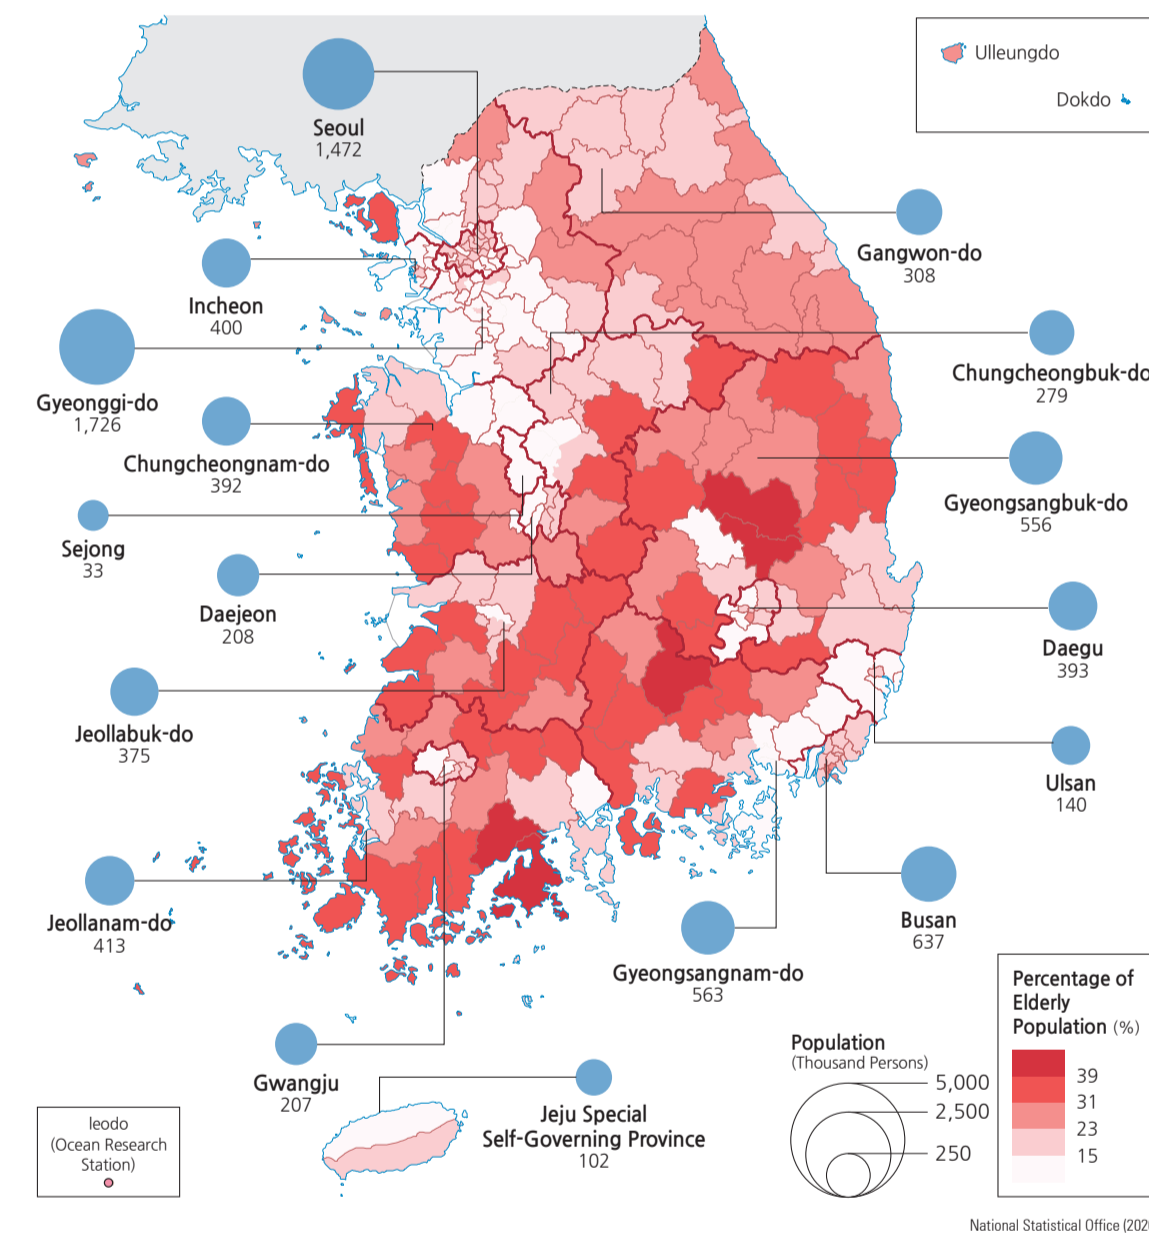 Ulleungdo
Dokdo
Seoul
1,472
Gangwon-do
308
Incheon
400
Gyeonggi-do
1,726
Chungcheongbuk-do
279
Chungcheongnam-do
392
Gyeongsangbuk-do
556
Sejong
33
Daejeon
208
Daegu
393
Jeollabuk-do
375
Ulsan
140
Jeollanam-do
413
Busan
637
Gyeongsangnam-do
563
Gwangju
207
Jeju Special
Self-Governing Province
102
Ieodo
(Ocean Research
Station)
Population
(Thousand Persons)
5,000
2,500
250
Percentage of
Elderly
Population (%)
39
31
23
15
National Statistical Office (202